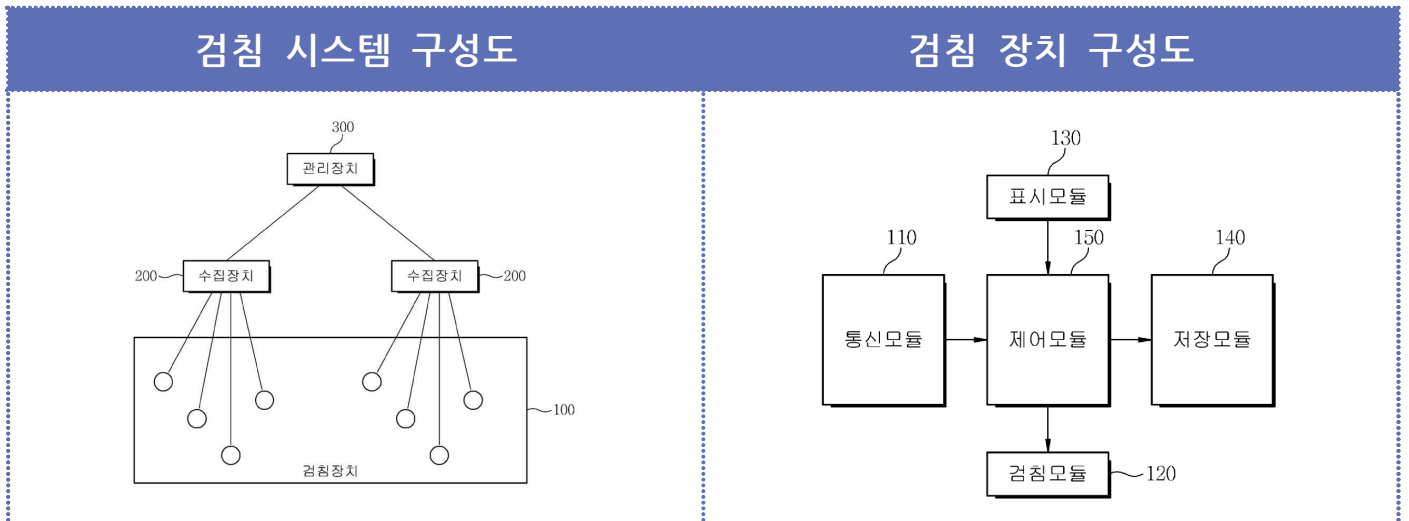 검침 시스템 구성도
검침 장치 구성도
300
관리장치
200
수집장치
수집장치
200
100
검침장치
130
표시모듈
110
150
140
통신모듈
제어모듈
저장모듈
검침모듈
120